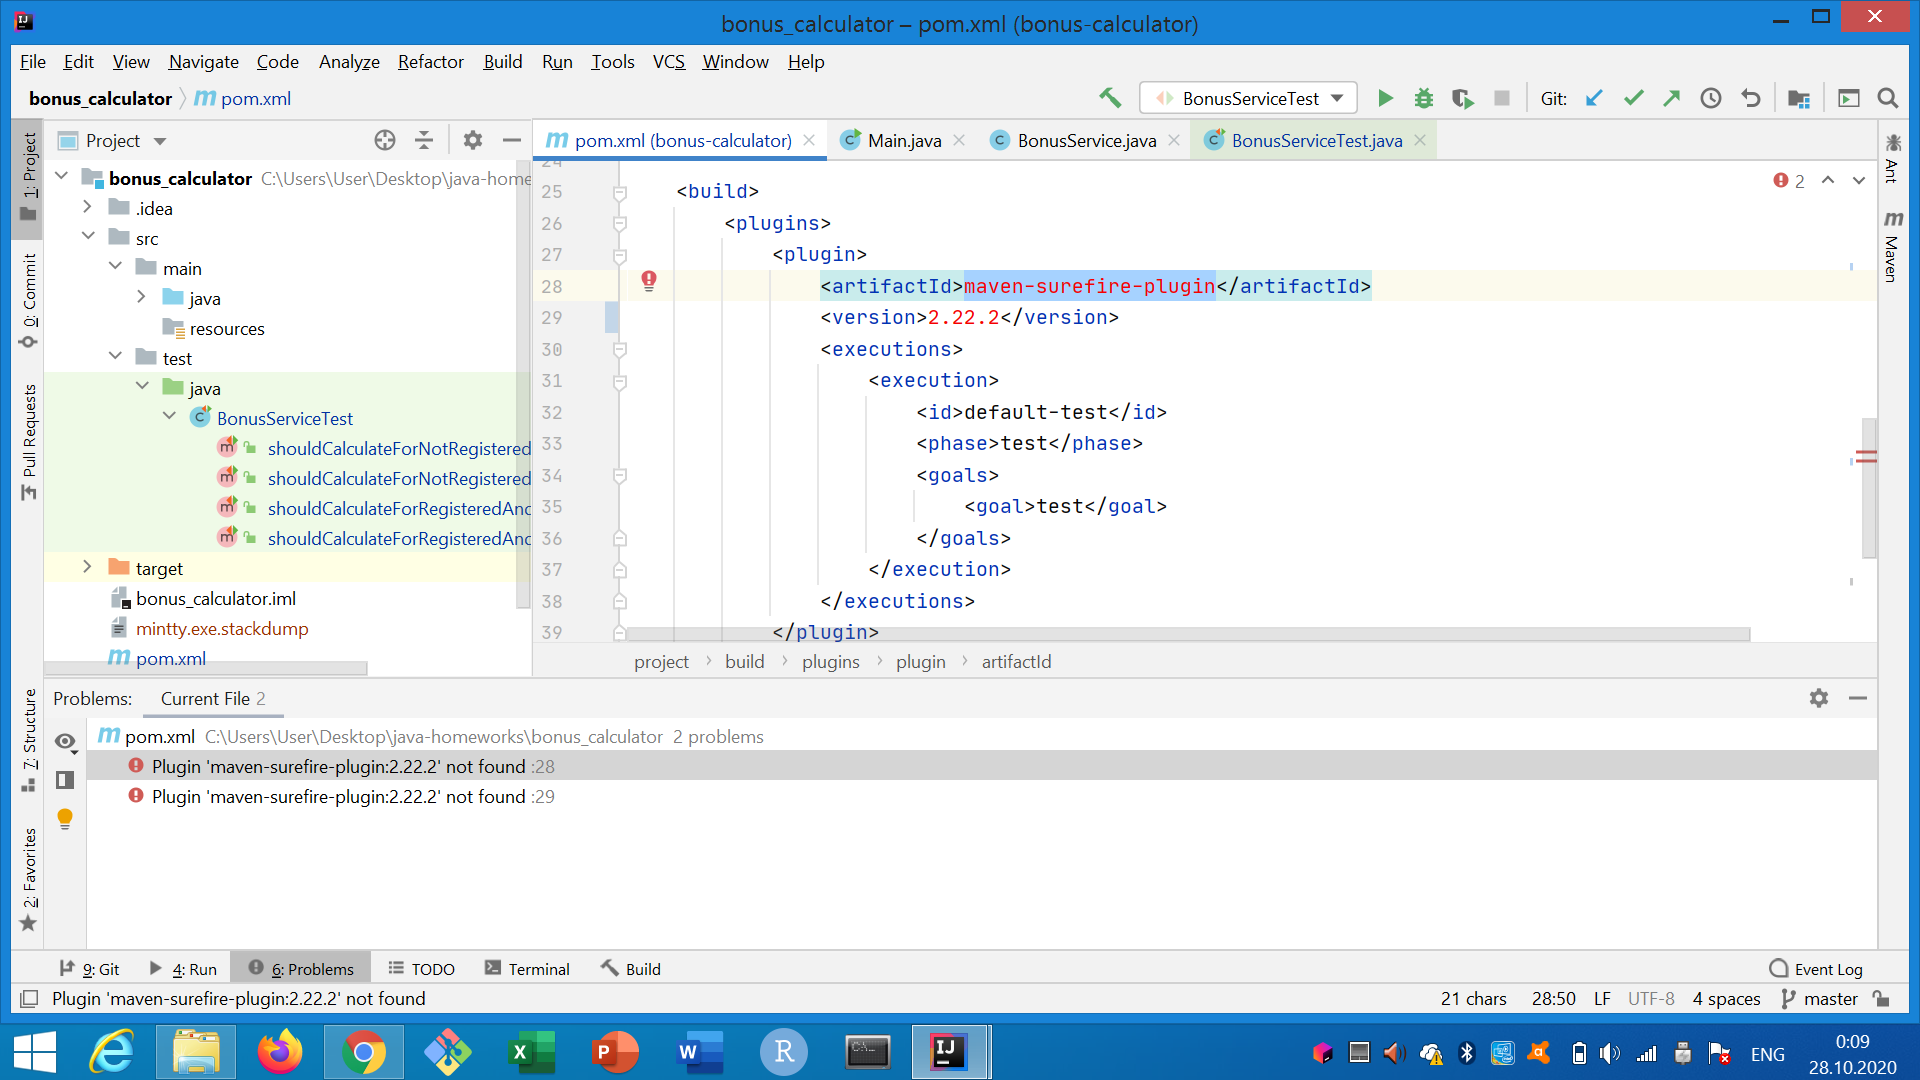 bonus_calculator – pom.xml (bonus-calculator)
File Edit View Navigate Code Analyze Refactor Build Run Tools VCS Window Help
bonus_calculator pom.xml
BonusServiceTest
Git:
Project
pom.xml (bonus-calculator)
Main.java
BonusService.java
BonusServiceTest.java
1: Project
0: Commit
Pull Requests
7: Structure
2: Favorites
Ant
Maven
bonus_calculator C:\Users\User\Desktop\java-home
.idea
src
main
java
resources
test
java
BonusServiceTest
shouldCalculateForNotRegistered
shouldCalculateForNotRegistered
shouldCalculateForRegisteredAnd
shouldCalculateForRegisteredAnd
target
bonus_calculator.iml
mintty.exe.stackdump
pom.xml
2
24
25 <build>
26 <plugins>
27 <plugin>
28 <artifactId>maven-surefire-plugin</artifactId>
29 <version>2.22.2</version>
30 <executions>
31 <execution>
32 <id>default-test</id>
33 <phase>test</phase>
34 <goals>
35 <goal>test</goal>
36 </goals>
37 </execution>
38 </executions>
39 </plugin>
project › build › plugins › plugin › artifactId
Problems: Current File 2
pom.xml C:\Users\User\Desktop\java-homeworks\bonus_calculator 2 problems
Plugin 'maven-surefire-plugin:2.22.2' not found :28
Plugin 'maven-surefire-plugin:2.22.2' not found :29
9: Git 4: Run 6: Problems TODO Terminal Build Event Log
Plugin 'maven-surefire-plugin:2.22.2' not found
21 chars 28:50 LF UTF-8 4 spaces master
ENG
0:09
28.10.2020